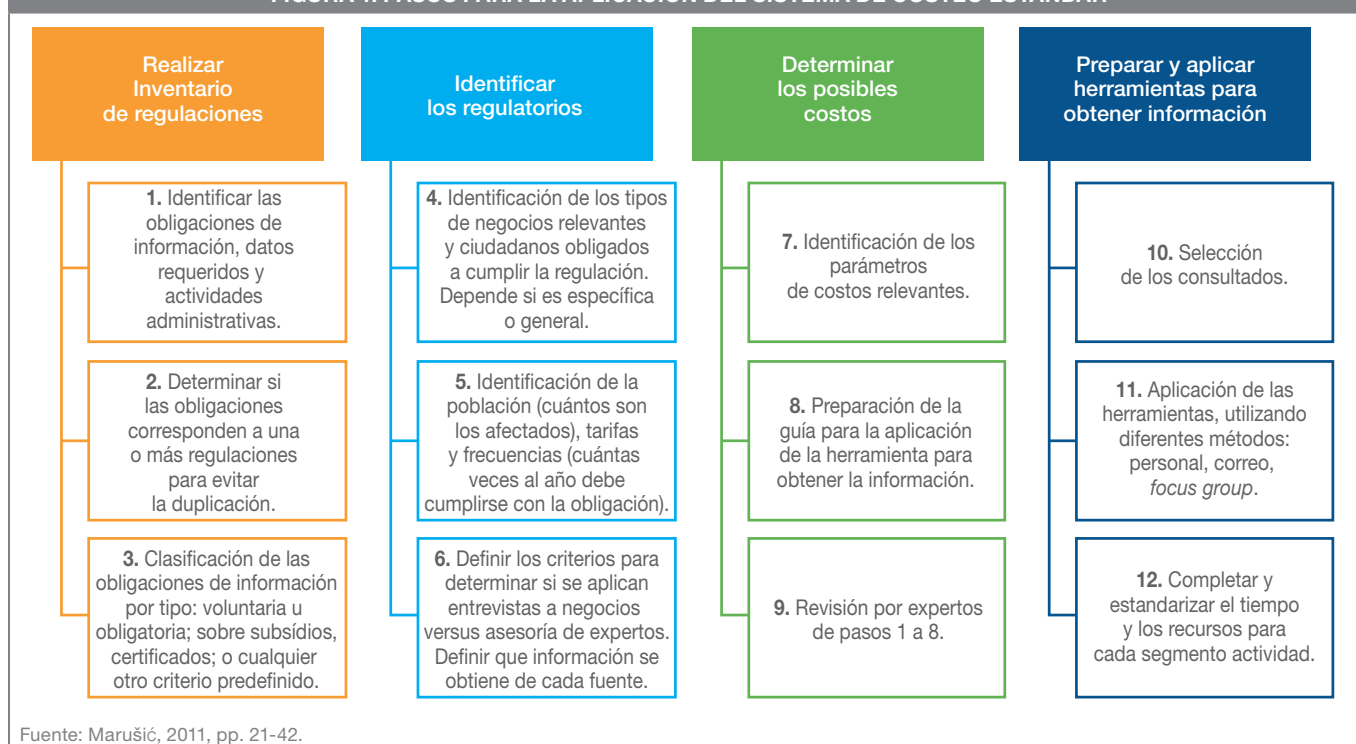 Realizar
Inventario
de regulaciones
1. Identificar las
obligaciones de
información, datos
requeridos y
actividades
administrativas.
2. Determinar si
las obligaciones
corresponden a una
o más regulaciones
para evitar
la duplicación.
3. Clasificación de las
obligaciones de información
por tipo: voluntaria u
obligatoria; sobre subsídios,
certificados; o cualquier
otro criterio predefinido.
Identificar
los regulatorios
4. Identificación de los tipos
de negocios relevantes
y ciudadanos obligados
a cumplir la regulación.
Depende si es específica
o general.
5. Identificación de la
población (cuántos son
los afectados), tarifas
y frecuencias (cuántas
veces al año debe
cumplirse con la obligación).
6. Definir los criterios para
determinar si se aplican
entrevistas a negocios
versus asesoría de expertos.
Definir que información se
obtiene de cada fuente.
Determinar
los posibles
costos
7. Identificación de los
parámetros
de costos relevantes.
8. Preparación de la
guía para la aplicación
de la herramienta para
obtener la información.
9. Revisión por expertos
de pasos 1 a 8.
Preparar y aplicar
herramientas para
obtener información
10. Selección
de los consultados.
11. Aplicación de las
herramientas, utilizando
diferentes métodos:
personal, correo,
focus group.
12. Completar y
estandarizar el tiempo
y los recursos para
cada segmento actividad.
Fuente: Marušić, 2011, pp. 21-42.